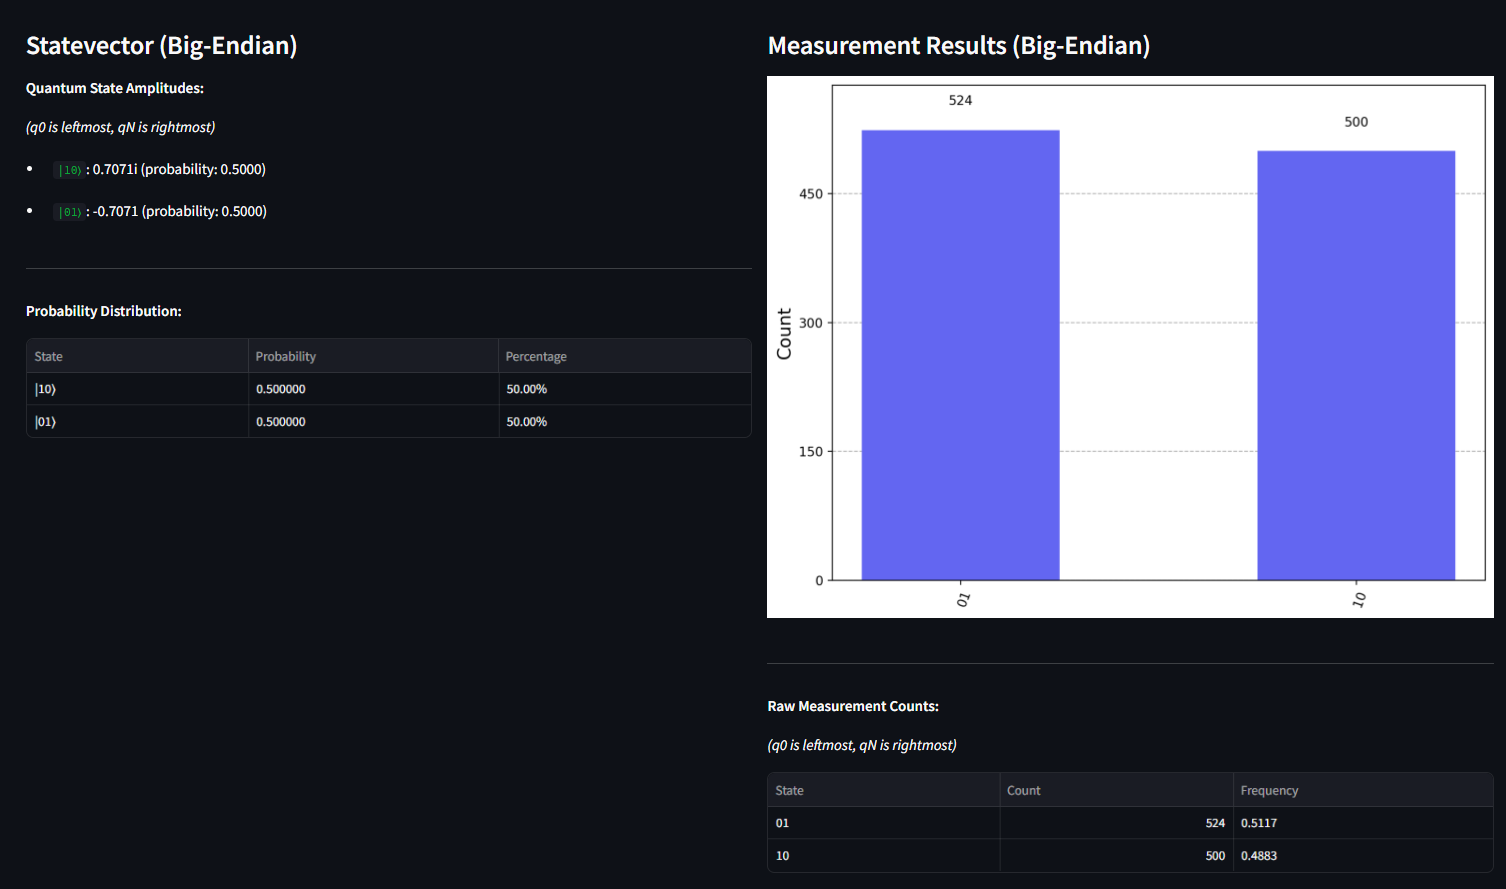 Statevector (Big-Endian)
Quantum State Amplitudes:
(q0 is leftmost, qN is rightmost)
|10⟩ : 0.7071i (probability: 0.5000)
|01⟩ : -0.7071 (probability: 0.5000)
Probability Distribution:
State Probability Percentage
|10⟩ 0.500000 50.00%
|01⟩ 0.500000 50.00%
Measurement Results (Big-Endian)
524
500
450
300
150
0
Count
01
10
Raw Measurement Counts:
(q0 is leftmost, qN is rightmost)
State Count Frequency
01 524 0.5117
10 500 0.4883